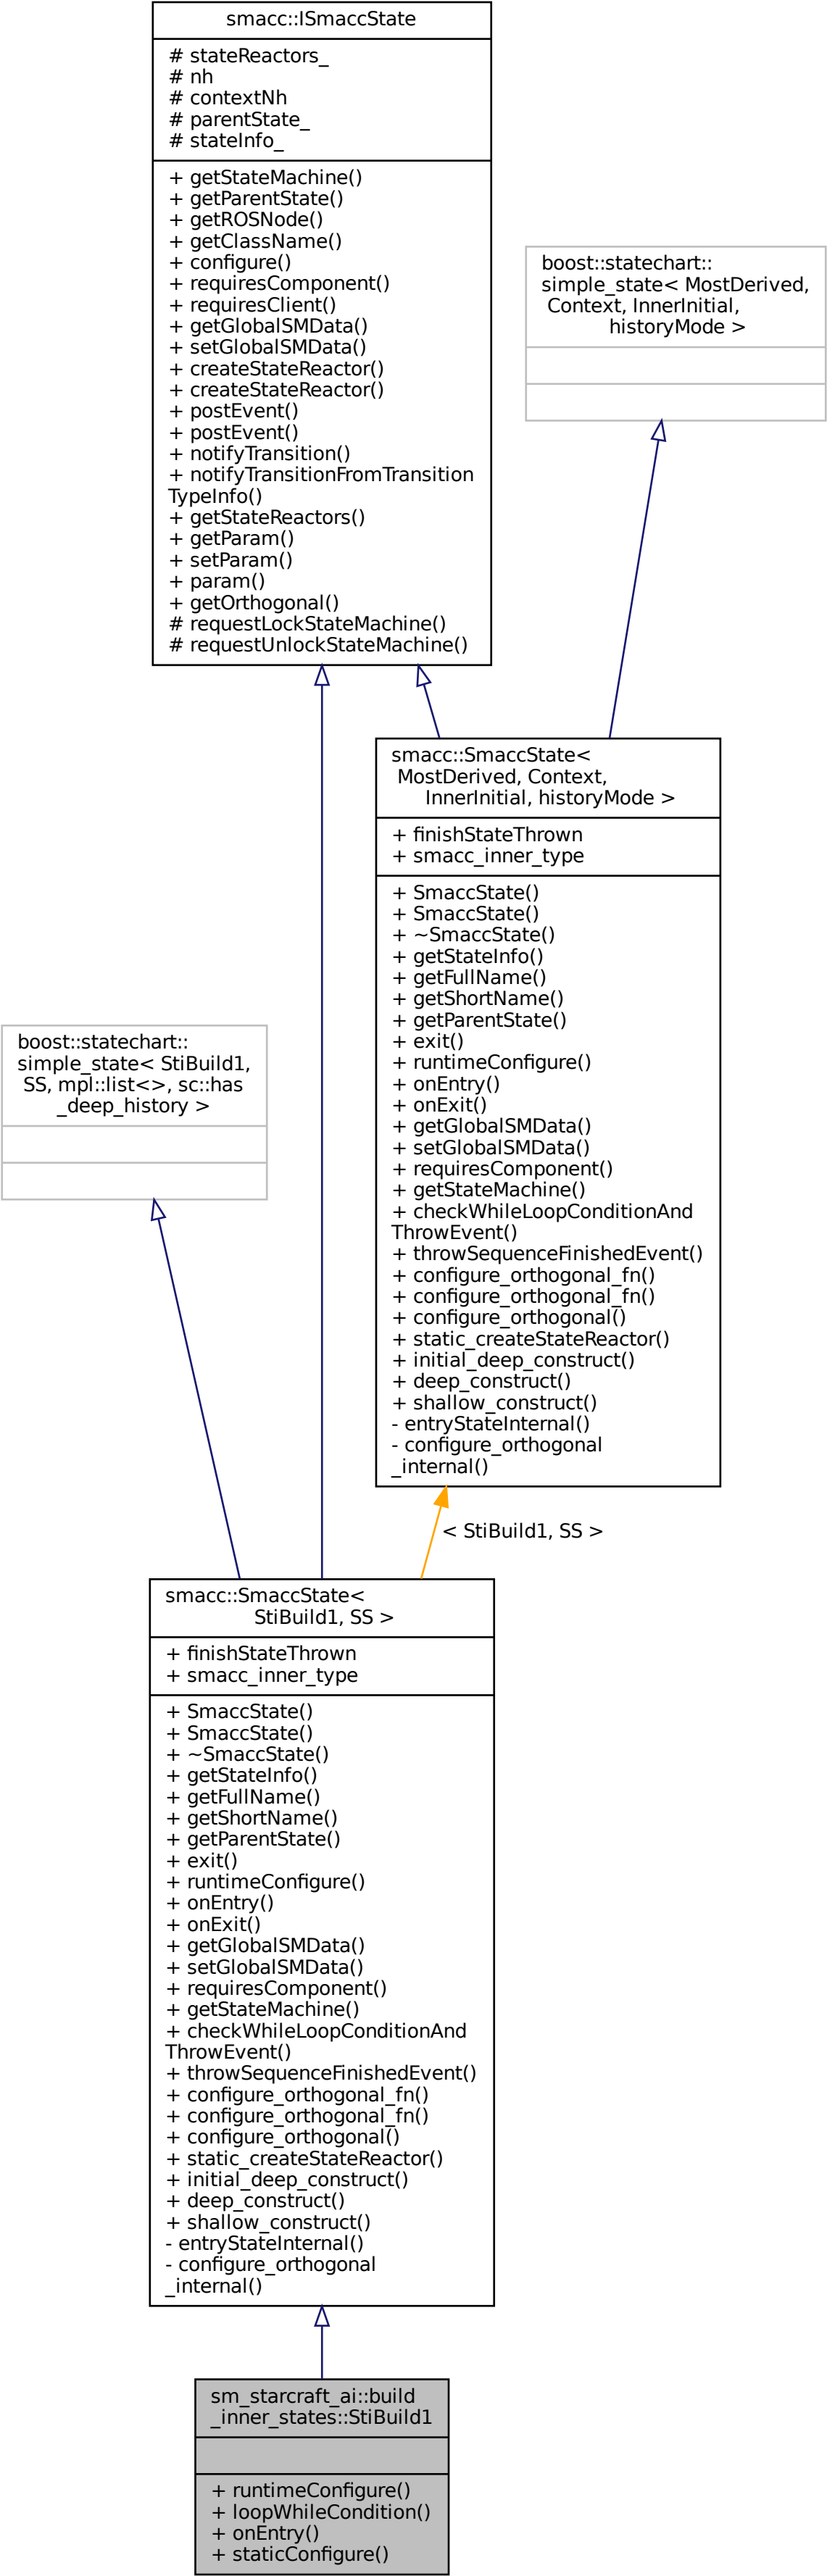 smacc::ISmaccState
# stateReactors_
# nh
# contextNh
# parentState_
# stateInfo_
+ getStateMachine()
+ getParentState()
+ getROSNode()
+ getClassName()
+ configure()
+ requiresComponent()
+ requiresClient()
+ getGlobalSMData()
+ setGlobalSMData()
+ createStateReactor()
+ createStateReactor()
+ postEvent()
+ postEvent()
+ notifyTransition()
+ notifyTransitionFromTransition
TypeInfo()
+ getStateReactors()
+ getParam()
+ setParam()
+ param()
+ getOrthogonal()
# requestLockStateMachine()
# requestUnlockStateMachine()
boost::statechart::
simple_state< MostDerived,
Context, InnerInitial,
historyMode >
smacc::SmaccState<
MostDerived, Context,
InnerInitial, historyMode >
+ finishStateThrown
+ smacc_inner_type
+ SmaccState()
+ SmaccState()
+ ~SmaccState()
+ getStateInfo()
+ getFullName()
+ getShortName()
+ getParentState()
+ exit()
+ runtimeConfigure()
+ onEntry()
+ onExit()
+ getGlobalSMData()
+ setGlobalSMData()
+ requiresComponent()
+ getStateMachine()
+ checkWhileLoopConditionAnd
ThrowEvent()
+ throwSequenceFinishedEvent()
+ configure_orthogonal_fn()
+ configure_orthogonal_fn()
+ configure_orthogonal()
+ static_createStateReactor()
+ initial_deep_construct()
+ deep_construct()
+ shallow_construct()
- entryStateInternal()
- configure_orthogonal
_internal()
boost::statechart::
simple_state< StiBuild1,
SS, mpl::list<>, sc::has
_deep_history >
< StiBuild1, SS >
smacc::SmaccState<
StiBuild1, SS >
+ finishStateThrown
+ smacc_inner_type
+ SmaccState()
+ SmaccState()
+ ~SmaccState()
+ getStateInfo()
+ getFullName()
+ getShortName()
+ getParentState()
+ exit()
+ runtimeConfigure()
+ onEntry()
+ onExit()
+ getGlobalSMData()
+ setGlobalSMData()
+ requiresComponent()
+ getStateMachine()
+ checkWhileLoopConditionAnd
ThrowEvent()
+ throwSequenceFinishedEvent()
+ configure_orthogonal_fn()
+ configure_orthogonal_fn()
+ configure_orthogonal()
+ static_createStateReactor()
+ initial_deep_construct()
+ deep_construct()
+ shallow_construct()
- entryStateInternal()
- configure_orthogonal
_internal()
sm_starcraft_ai::build
_inner_states::StiBuild1
+ runtimeConfigure()
+ loopWhileCondition()
+ onEntry()
+ staticConfigure()